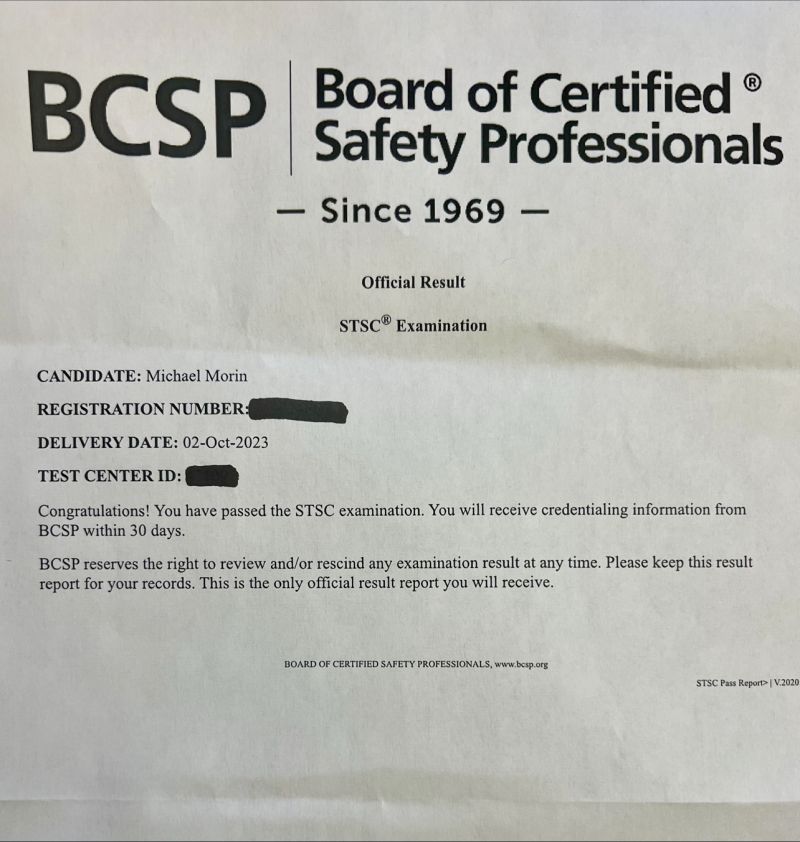 BCSP
Board of Certified ®
Safety Professionals
— Since 1969 —
Official Result
STSC® Examination
CANDIDATE: Michael Morin
REGISTRATION NUMBER:
DELIVERY DATE: 02-Oct-2023
TEST CENTER ID:
Congratulations! You have passed the STSC examination. You will receive credentialing information from
BCSP within 30 days.
BCSP reserves the right to review and/or rescind any examination result at any time. Please keep this result
report for your records. This is the only official result report you will receive.
BOARD OF CERTIFIED SAFETY PROFESSIONALS, www.bcsp.org
STSC Pass Report> | V.2020